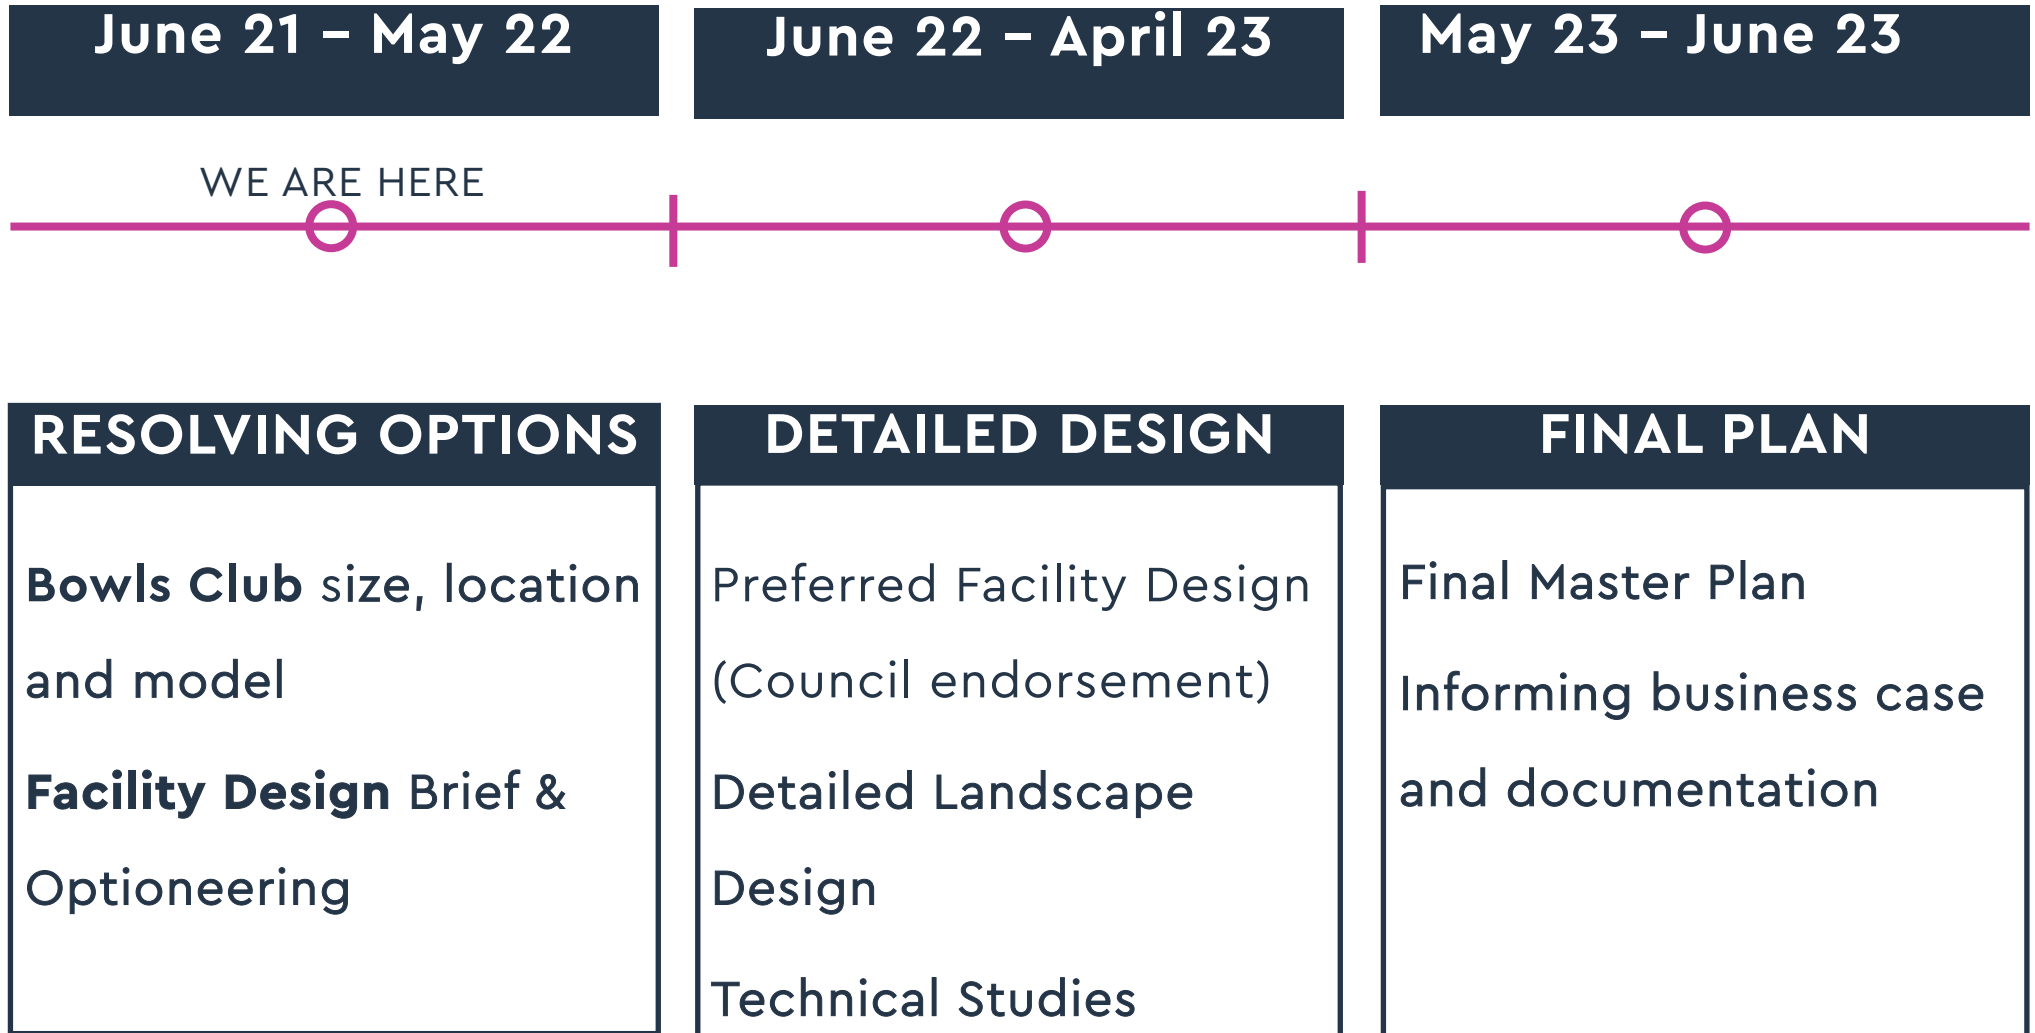 June 21 – May 22
June 22 – April 23
May 23 – June 23
WE ARE HERE
RESOLVING OPTIONS
Bowls Club size, location
and model
Facility Design Brief &
Optioneering
DETAILED DESIGN
Preferred Facility Design
(Council endorsement)
Detailed Landscape
Design
Technical Studies
FINAL PLAN
Final Master Plan
Informing business case
and documentation